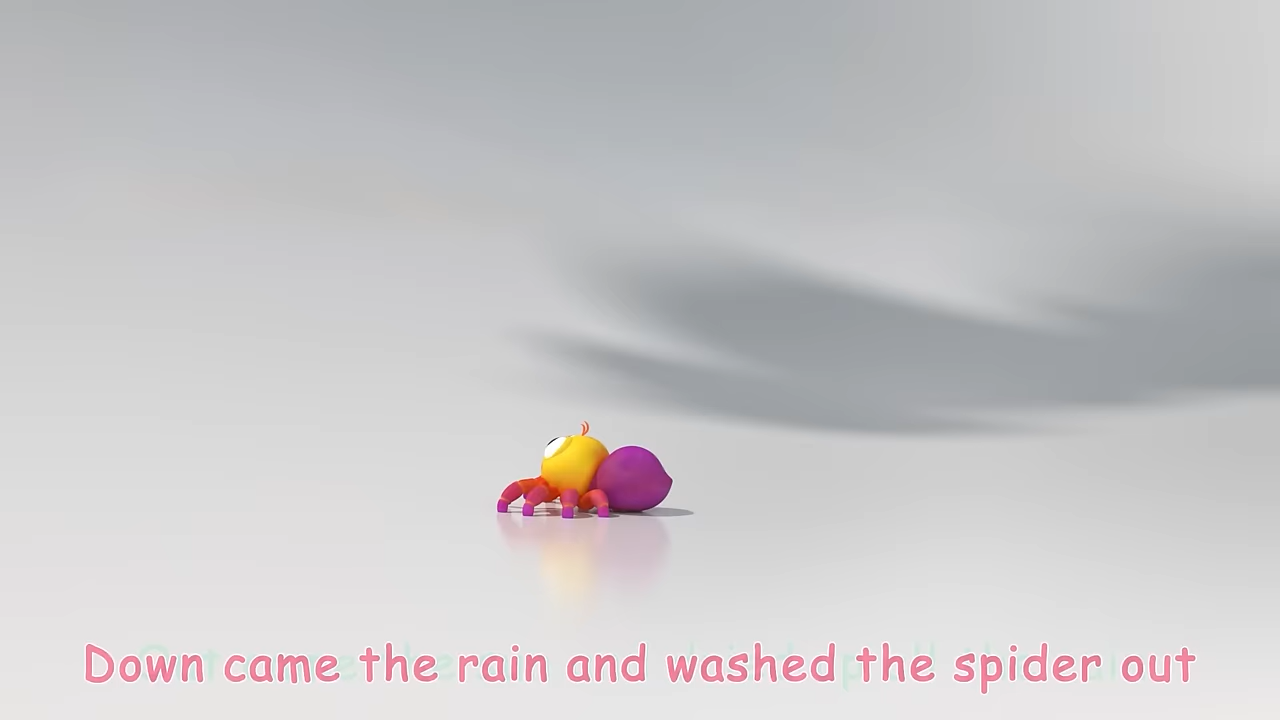 Down came the rain and washed the spider out